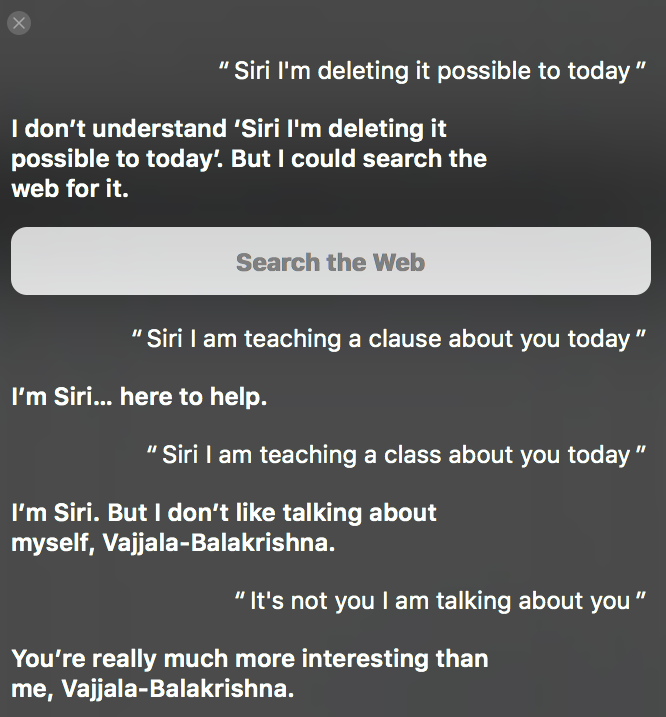 “ Siri I'm deleting it possible to today ”
I don’t understand ‘Siri I'm deleting it
possible to today‘. But I could search the
web for it.
Search the Web
“ Siri I am teaching a clause about you today ”
I’m Siri… here to help.
“ Siri I am teaching a class about you today ”
I’m Siri. But I don’t like talking about
myself, Vajjala-Balakrishna.
“ It's not you I am talking about you ”
You’re really much more interesting than
me, Vajjala-Balakrishna.